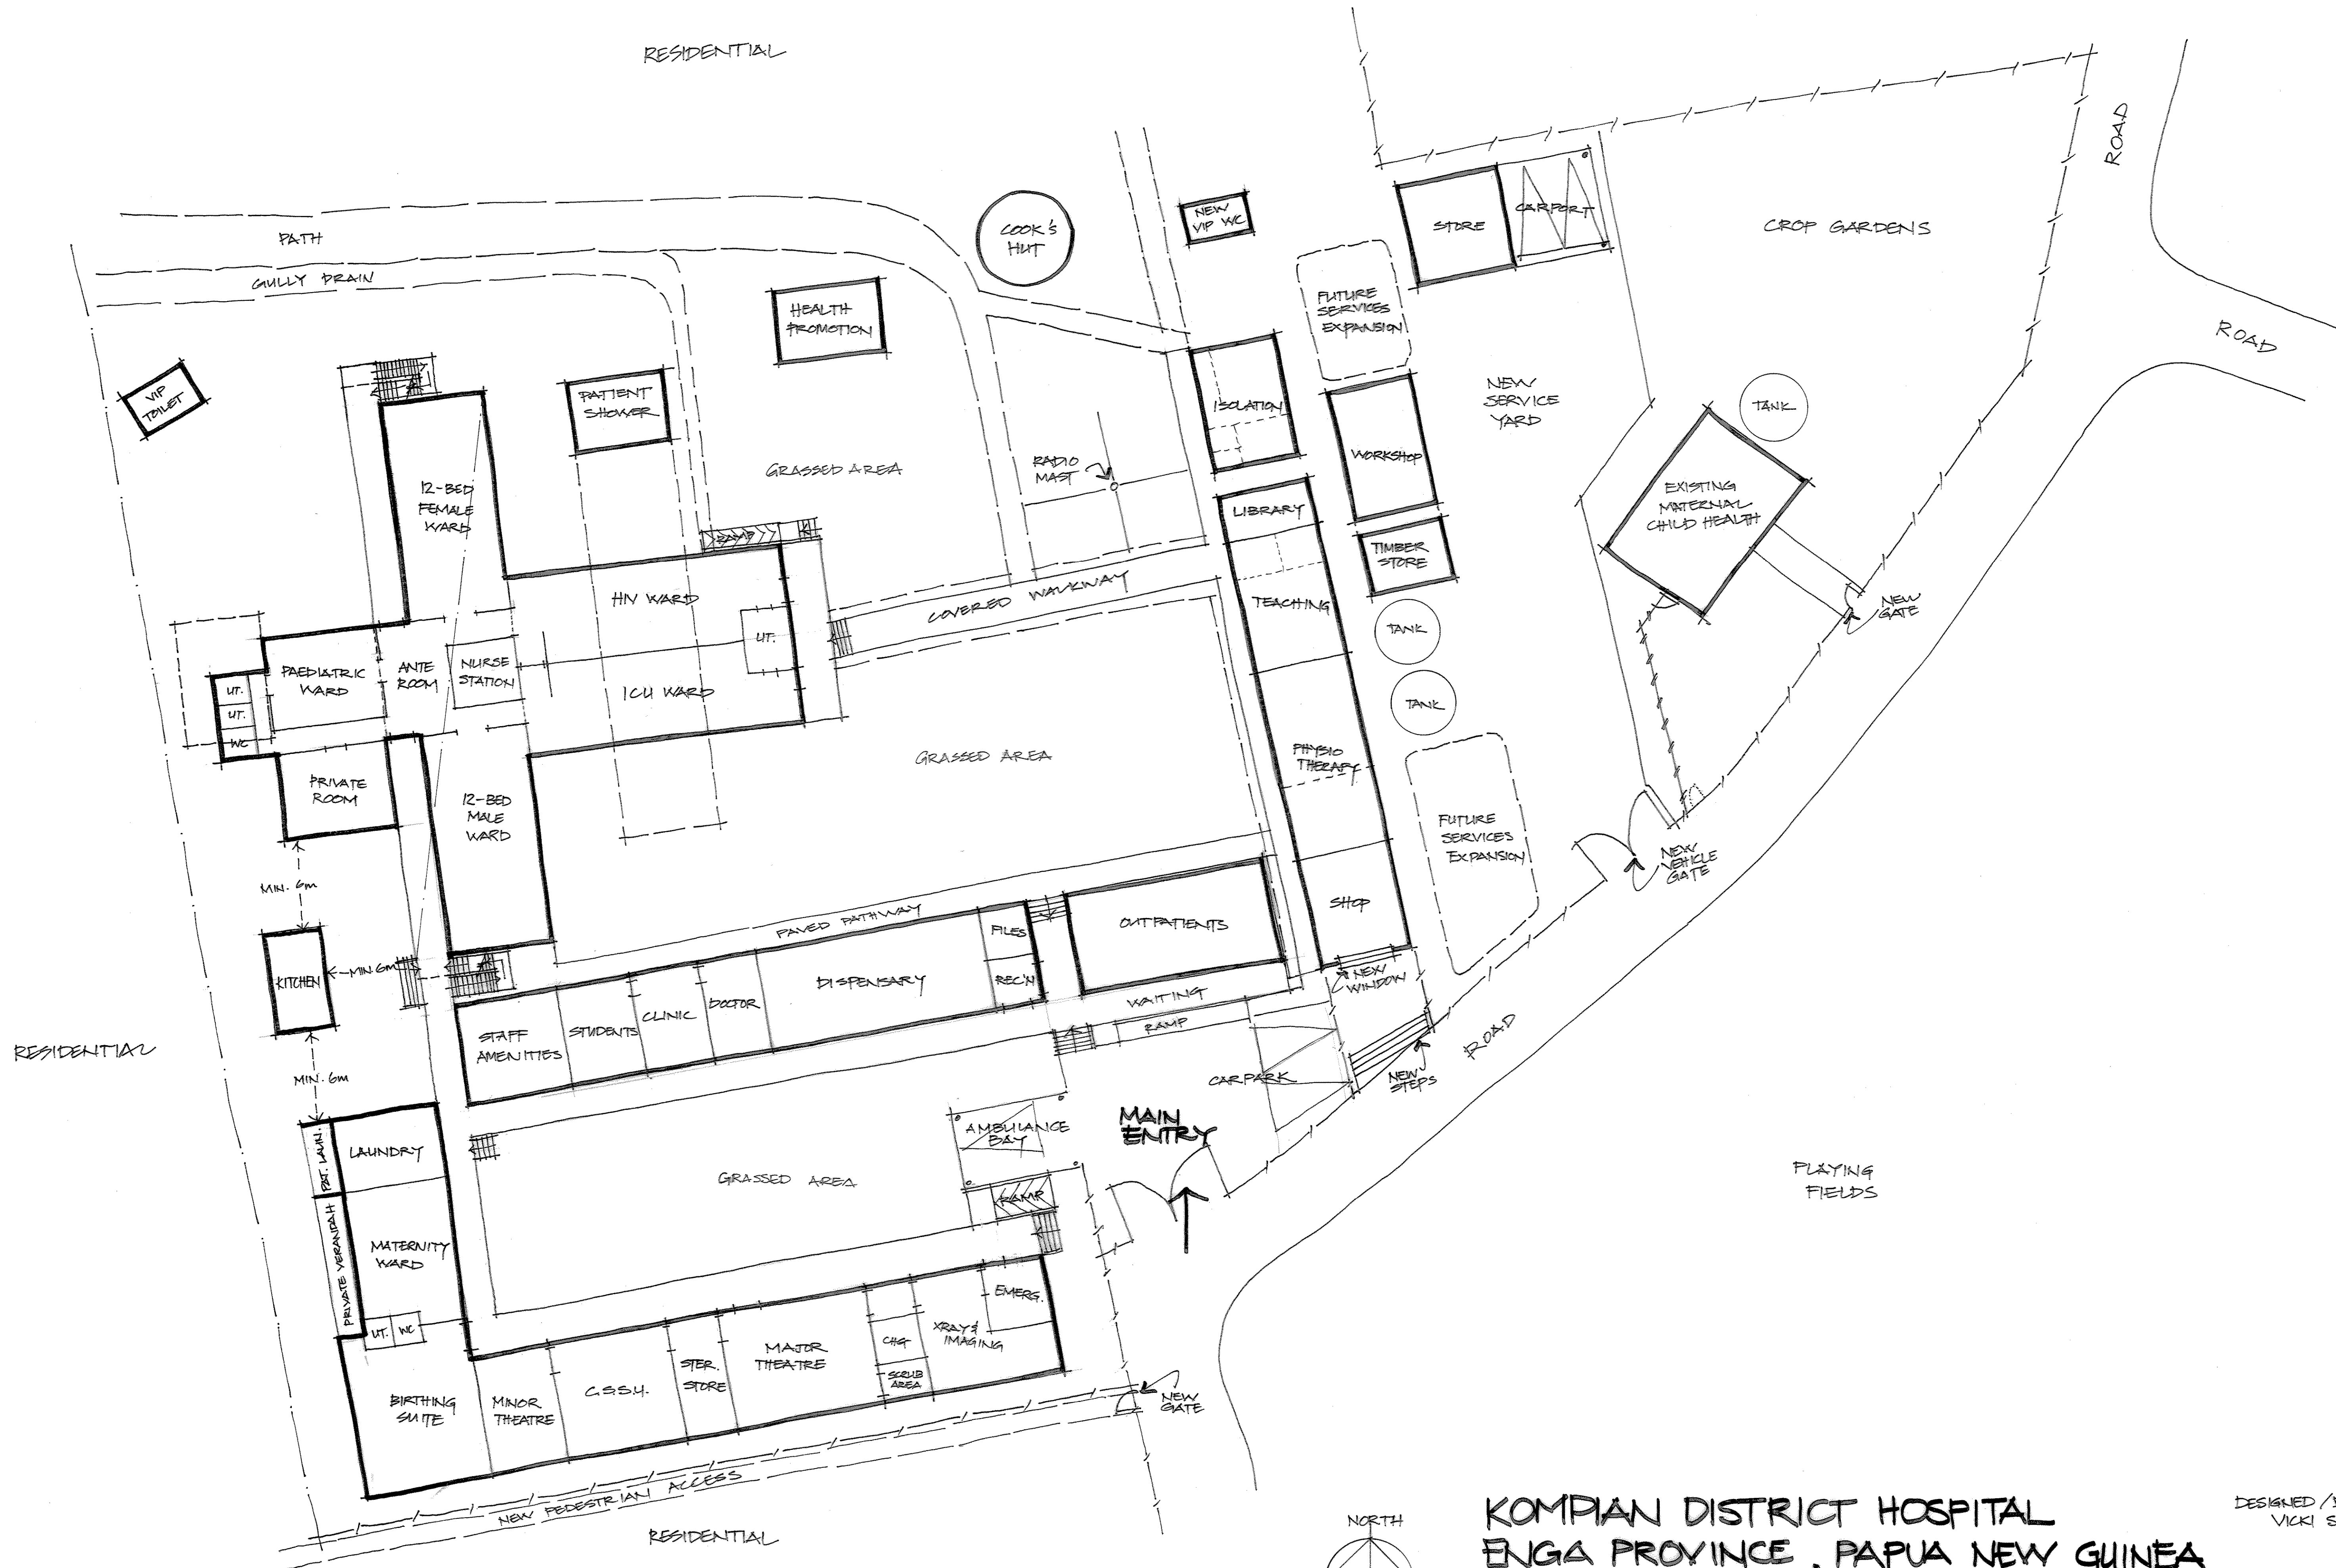 RESIDENTIAL
ROAD
PATH
COOK'S
HUT
NEW
VIP WC
STORE
CARPORT
CROP GARDENS
GULLY DRAIN
HEALTH
PROMOTION
FUTURE
SERVICES
EXPANSION
ROAD
VIP
TOILET
PATIENT
SHOWER
ISOLATION
NEW
SERVICE
YARD
TANK
12-BED
FEMALE
WARD
GRASSED AREA
RADIO
MAST
WORKSHOP
LIBRARY
EXISTING
MATERNAL
CHILD HEALTH
RAMP
TIMBER
STORE
HIV WARD
COVERED WALKWAY
TEACHING
NEW
GATE
TANK
UT.
PAEDIATRIC
WARD
ANTE
ROOM
NURSE
STATION
ICU WARD
UT.
UT.
WC
TANK
GRASSED AREA
PHYSIO
THERAPY
PRIVATE
ROOM
12-BED
MALE
WARD
FUTURE
SERVICES
EXPANSION
NEW
VEHICLE
GATE
MIN. 6m
PAVED PATHWAY
FILES
OUTPATIENTS
SHOP
KITCHEN
MIN. 6m
DISPENSARY
REC'N
NEW
WINDOW
WAITING
RAMP
STAFF
AMENITIES
STUDENTS
CLINIC
DOCTOR
ROAD
RESIDENTIAL
MIN. 6m
CARPARK
NEW
STEPS
AMBULANCE
BAY
MAIN
ENTRY
PAT. LAUN.
LAUNDRY
GRASSED AREA
RAMP
PLAYING
FIELDS
PRIVATE VERANDAH
MATERNITY
WARD
EMERG.
UT.
WC
CHG
XRAY &
IMAGING
MAJOR
THEATRE
STER.
STORE
SCRUB
AREA
C.S.S.U.
MINOR
THEATRE
BIRTHING
SUITE
NEW
GATE
NEW PEDESTRIAN ACCESS
RESIDENTIAL
NORTH
KOMPIAN DISTRICT HOSPITAL
ENGA PROVINCE, PAPUA NEW GUINEA
DESIGNED /
VICKI S